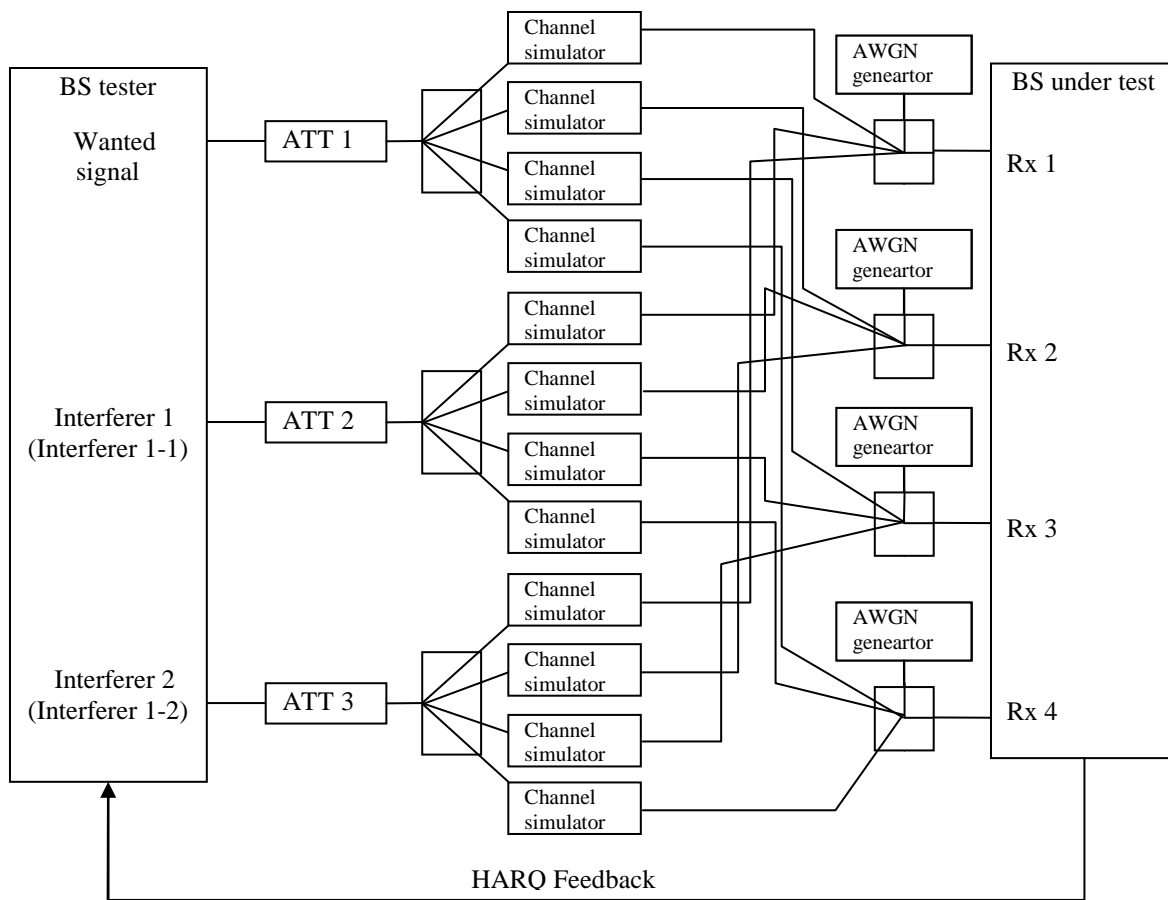 BS tester
Wanted
signal
Interferer 1
(Interferer 1-1)
Interferer 2
(Interferer 1-2)
ATT 1
ATT 2
ATT 3
Channel
simulator
Channel
simulator
Channel
simulator
Channel
simulator
Channel
simulator
Channel
simulator
Channel
simulator
Channel
simulator
Channel
simulator
Channel
simulator
Channel
simulator
Channel
simulator
AWGN
geneartor
AWGN
geneartor
AWGN
geneartor
AWGN
geneartor
BS under test
Rx 1
Rx 2
Rx 3
Rx 4
HARQ Feedback